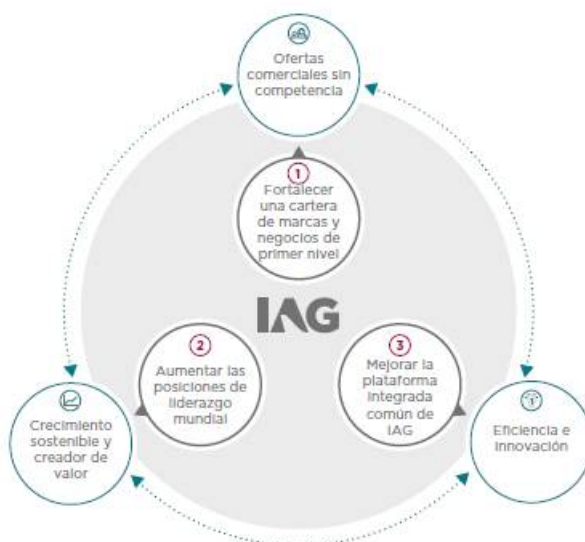 Ofertas
comerciales sin
competencia
1
Fortalecer
una cartera
de marcas y
negocios de
primer nivel
IAG
2
Aumentar las
posiciones de
liderazgo
mundial
3
Mejorar la
plataforma
integrada
común de
IAG
Crecimiento
sostenible y
creador de
valor
Eficiencia e
innovación